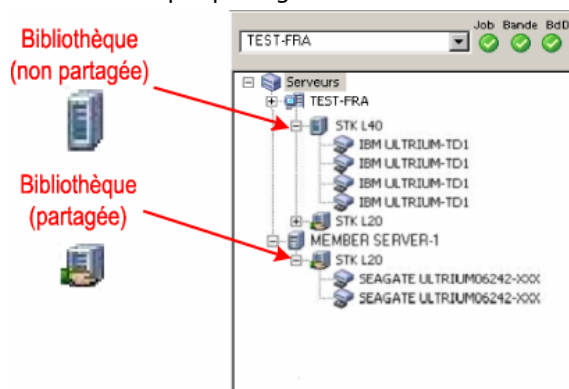 Job Bande BdD
TEST-FRA
Bibliothèque
(non partagée)
Bibliothèque
(partagée)
Serveurs
TEST-FRA
STK L40
IBM ULTRIUM-TD1
IBM ULTRIUM-TD1
IBM ULTRIUM-TD1
IBM ULTRIUM-TD1
STK L20
MEMBER SERVER-1
STK L20
SEAGATE ULTRIUM06242-XXX
SEAGATE ULTRIUM06242-XXX